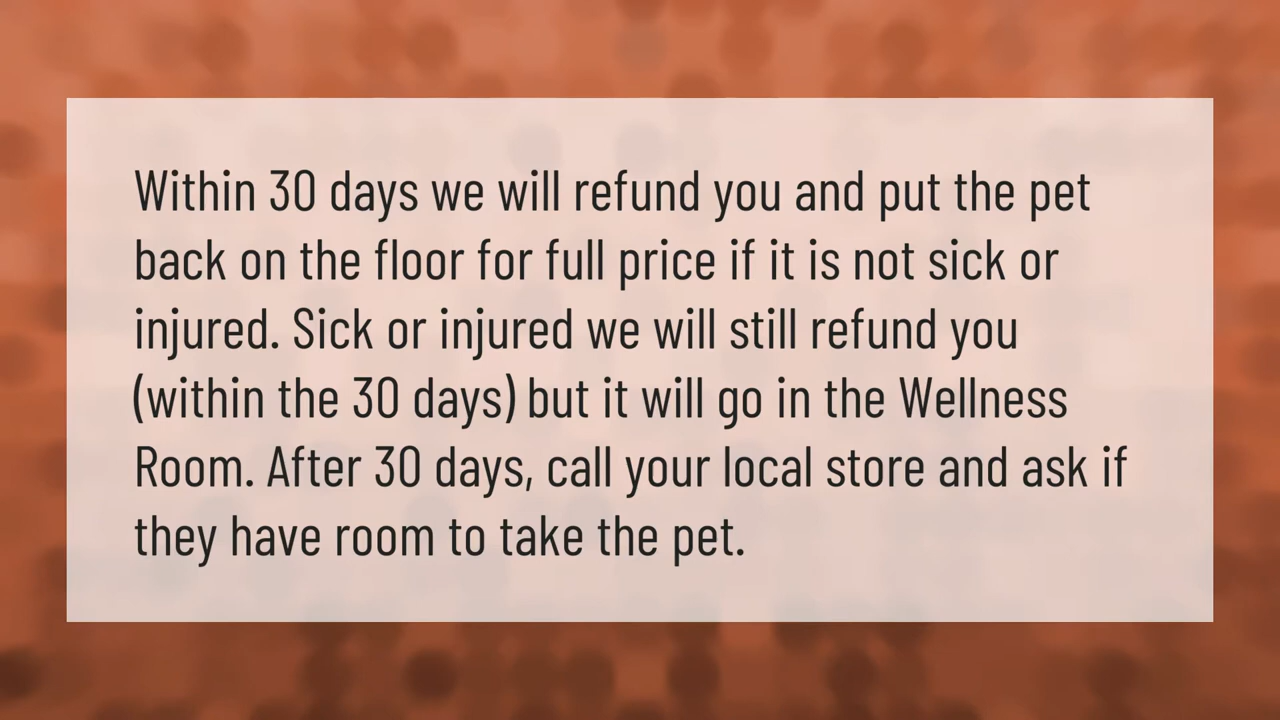 Within 30 days we will refund you and put the pet
back on the floor for full price if it is not sick or
injured. Sick or injured we will still refund you
(within the 30 days) but it will go in the Wellness
Room. After 30 days, call your local store and ask if
they have room to take the pet.